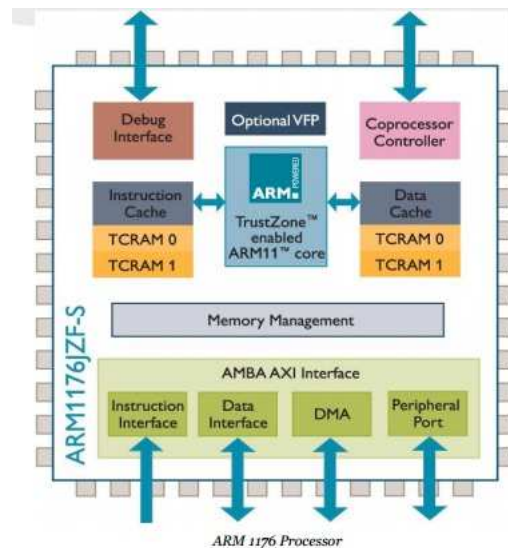 Debug
Interface
Optional VFP
Coprocessor
Controller
Instruction
Cache
TCRAM 0
TCRAM 1
ARM
POWERED
TrustZone™
enabled
ARM11™ core
Data
Cache
TCRAM 0
TCRAM 1
ARM1176JZF-S
Memory Management
AMBA AXI Interface
Instruction
Interface
Data
Interface
DMA
Peripheral
Port
ARM 1176 Processor